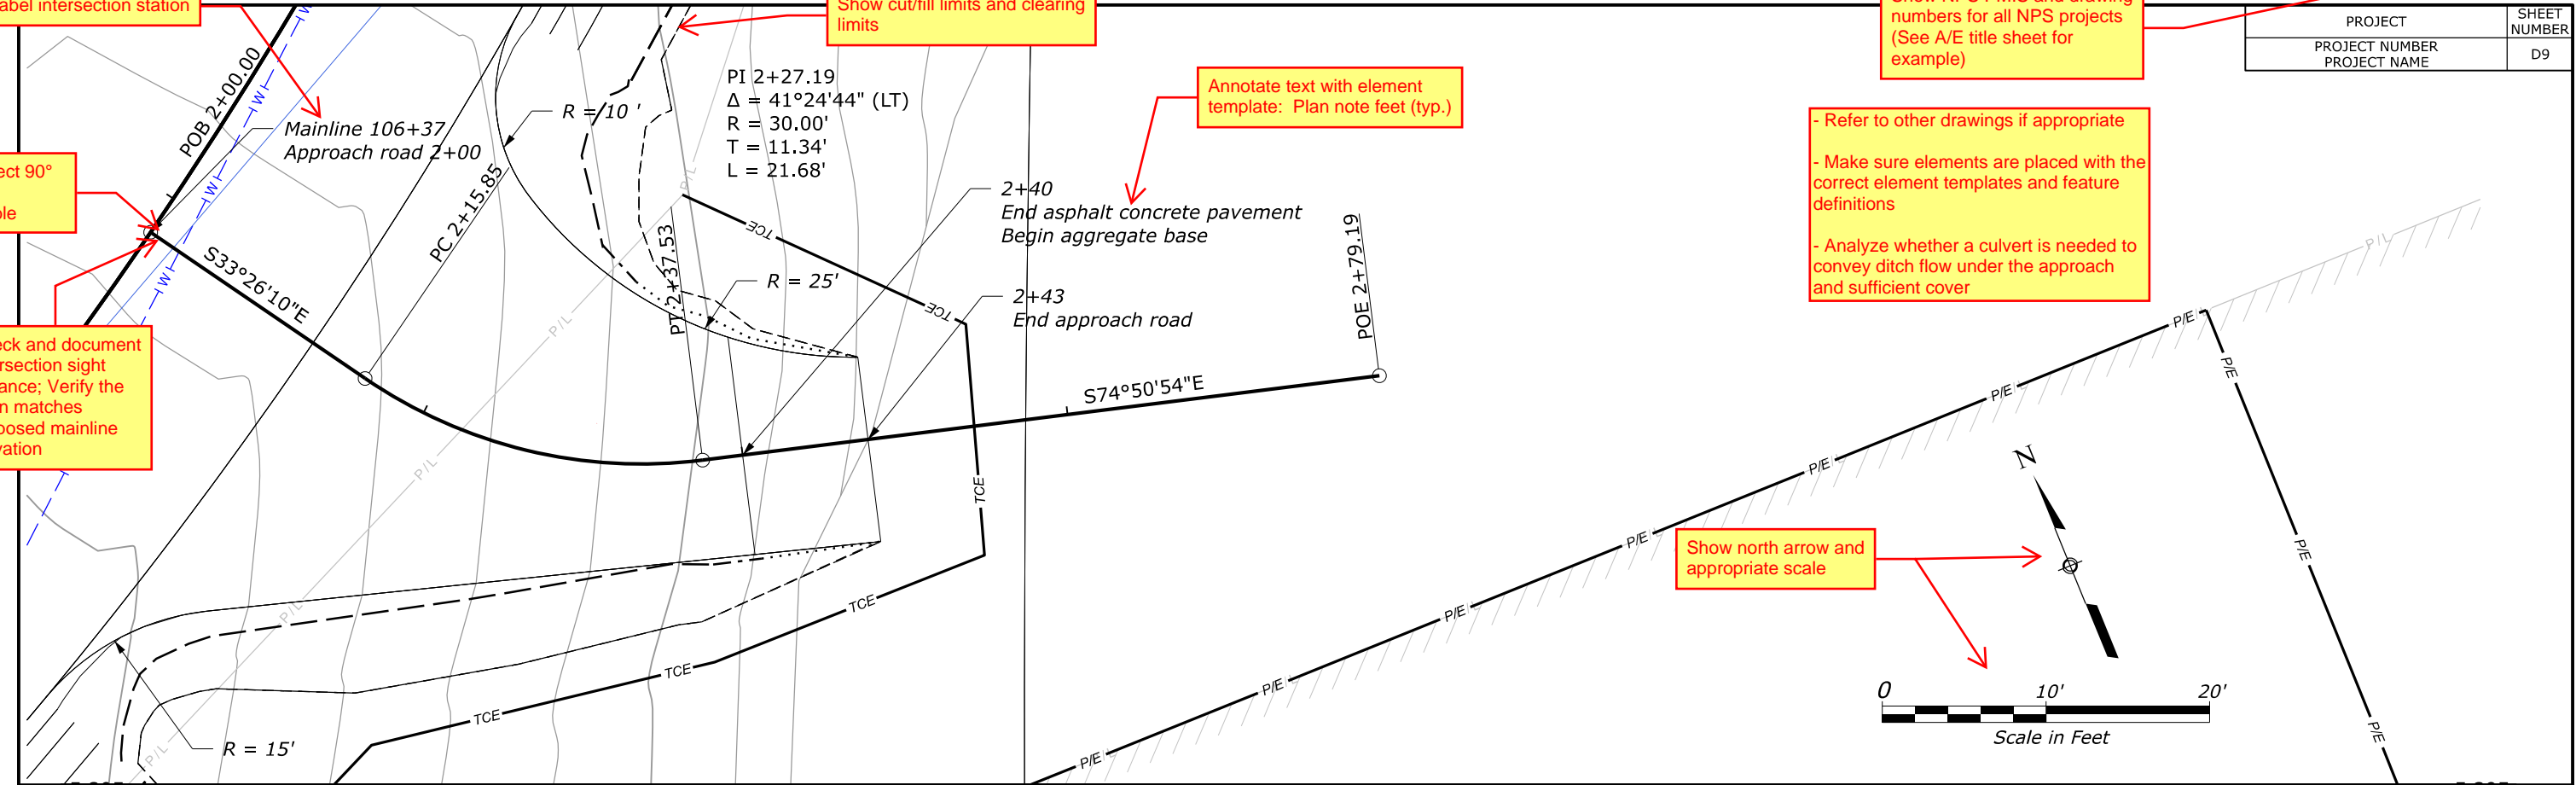 abel intersection station
Show cut/fill limits and clearing
limits
numbers for all NPS projects
(See A/E title sheet for
example)
PROJECT
SHEET
NUMBER
PROJECT NUMBER
PROJECT NAME
D9
POB 2+00.00
W
W
W
W
Mainline 106+37
Approach road 2+00
PC 2+15.85
R = 10 '
PI 2+27.19
Δ = 41°24'44" (LT)
R = 30.00'
T = 11.34'
L = 21.68'
Annotate text with element
template:  Plan note feet (typ.)
- Refer to other drawings if appropriate
- Make sure elements are placed with the
correct element templates and feature
definitions
- Analyze whether a culvert is needed to
convey ditch flow under the approach
and sufficient cover
ect 90°
ole
S33°26'10"E
P/L
P/L
P/L
P/L
P/L
PT 2+37.53
TCE
TCE
2+40
End asphalt concrete pavement
Begin aggregate base
R = 25'
2+43
End approach road
POE 2+79.19
S74°50'54"E
P/L
P/E
P/E
P/E
P/E
P/E
P/E
P/E
P/E
P/E
P/E
eck and document
rsection sight
ance; Verify the
n matches
posed mainline
vation
TCE
TCE
TCE
TCE
R = 15'
N
Show north arrow and
appropriate scale
0 10' 20'
Scale in Feet